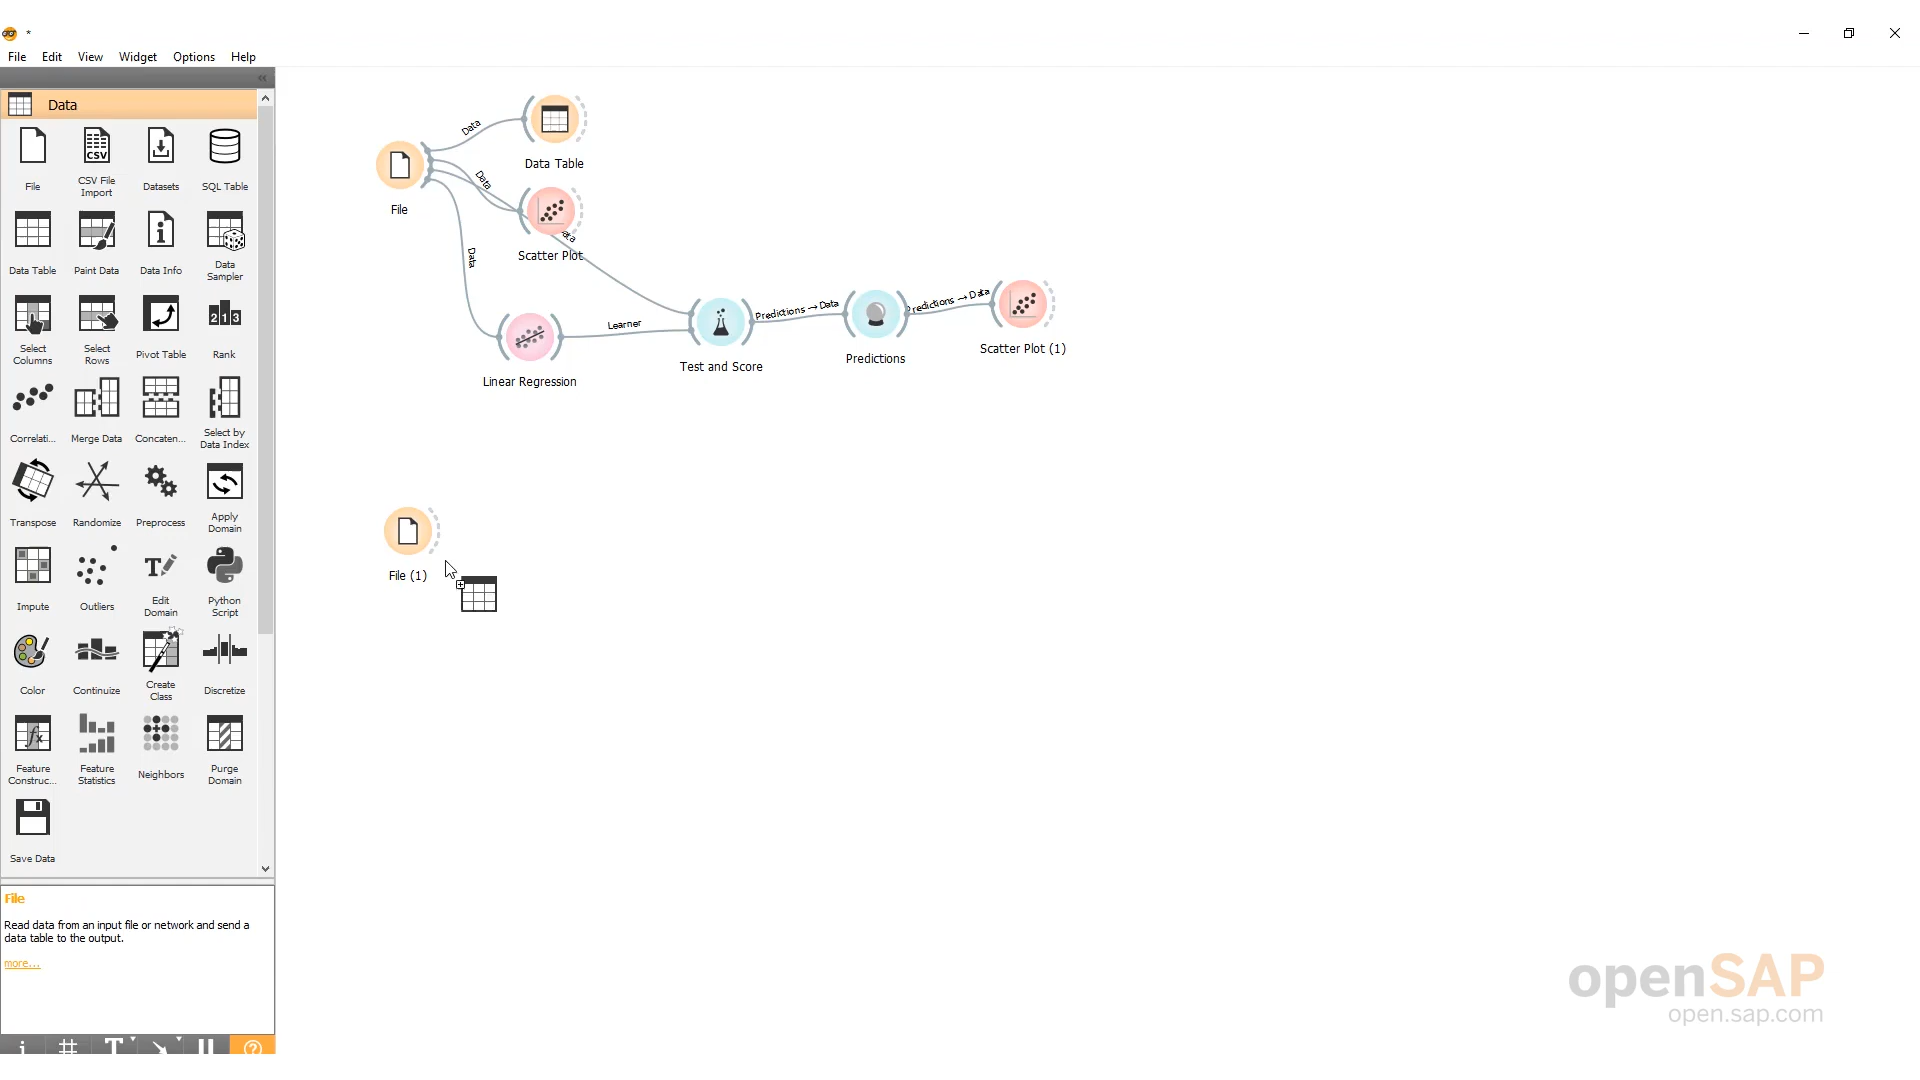 *
File Edit View Widget Options Help
Data
File
CSV File
Import
Datasets
SQL Table
Data Table
Paint Data
Data Info
Data
Sampler
Select
Columns
Select
Rows
Pivot Table
Rank
Correlati...
Merge Data
Concaten...
Select by
Data Index
Transpose
Randomize
Preprocess
Apply
Domain
Impute
Outliers
Edit
Domain
Python
Script
Color
Continuize
Create
Class
Discretize
Feature
Construc...
Feature
Statistics
Neighbors
Purge
Domain
Save Data
File
Read data from an input file or network and send a
data table to the output.
more...
Data
Data Table
File
Data
Scatter Plot
ata
Data
Linear Regression
Learner
Test and Score
Predictions → Data
Predictions
Predictions → Data
Scatter Plot (1)
File (1)
openSAP
open.sap.com